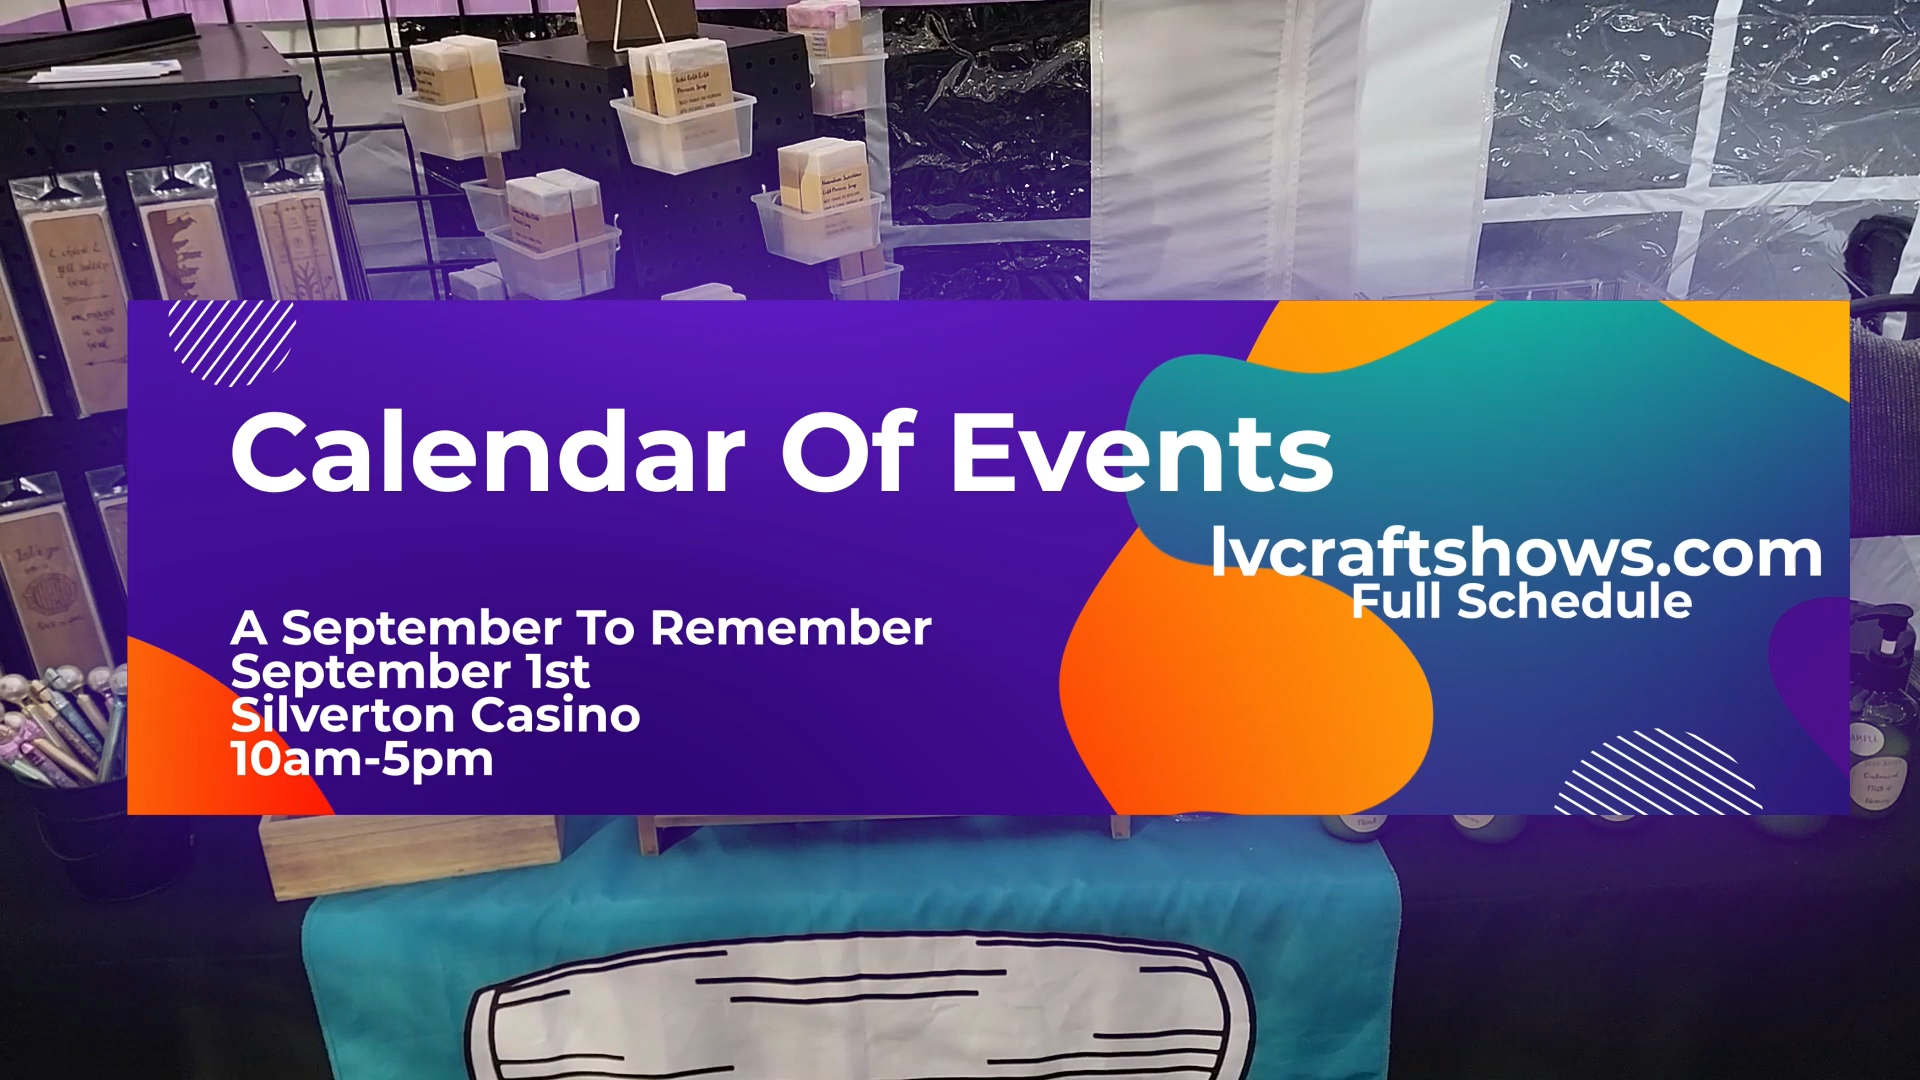 Calendar Of Events
lvcraftshows.com
Full Schedule
A September To Remember
September 1st
Silverton Casino
10am-5pm